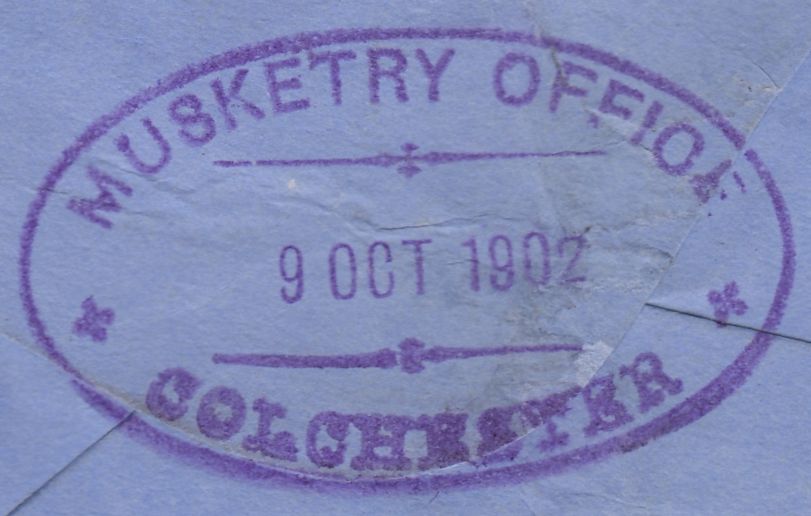 MUSKETRY OFFICE
9 OCT 1902
COLCHESTER